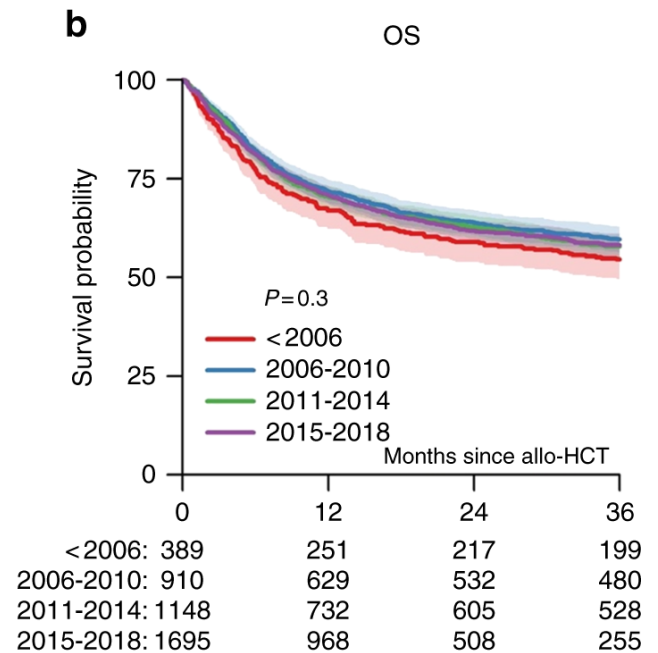 b
OS
Survival probability
100
75
50
25
0
P=0.3
<2006
2006-2010
2011-2014
2015-2018
Months since allo-HCT
0 12 24 36
<2006: 389 251 217 199
2006-2010: 910 629 532 480
2011-2014: 1148 732 605 528
2015-2018: 1695 968 508 255